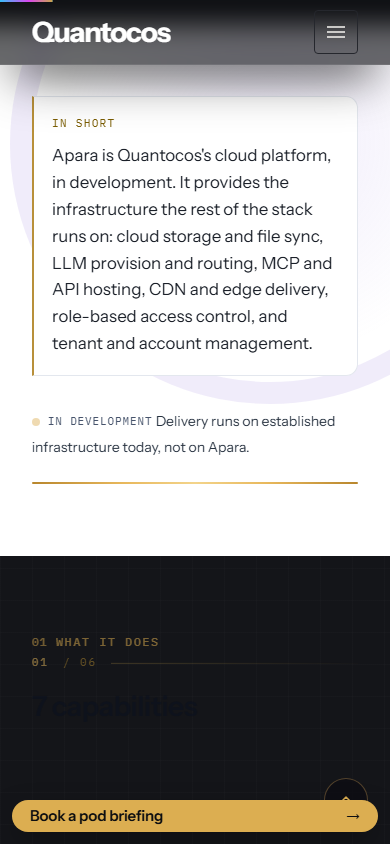 Quantocos
IN SHORT
Apara is Quantocos's cloud platform,
in development. It provides the
infrastructure the rest of the stack
runs on: cloud storage and file sync,
LLM provision and routing, MCP and
API hosting, CDN and edge delivery,
role-based access control, and
tenant and account management.
IN DEVELOPMENT Delivery runs on established
infrastructure today, not on Apara.
01 WHAT IT DOES
01 / 06
7 capabilities
Book a pod briefing →